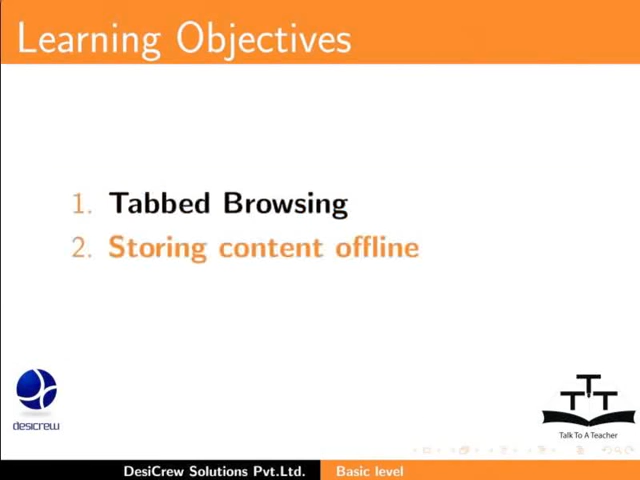 Learning Objectives
1. Tabbed Browsing
2. Storing content offline
desicrew
TTT
Talk To A Teacher
DesiCrew Solutions Pvt.Ltd. Basic level